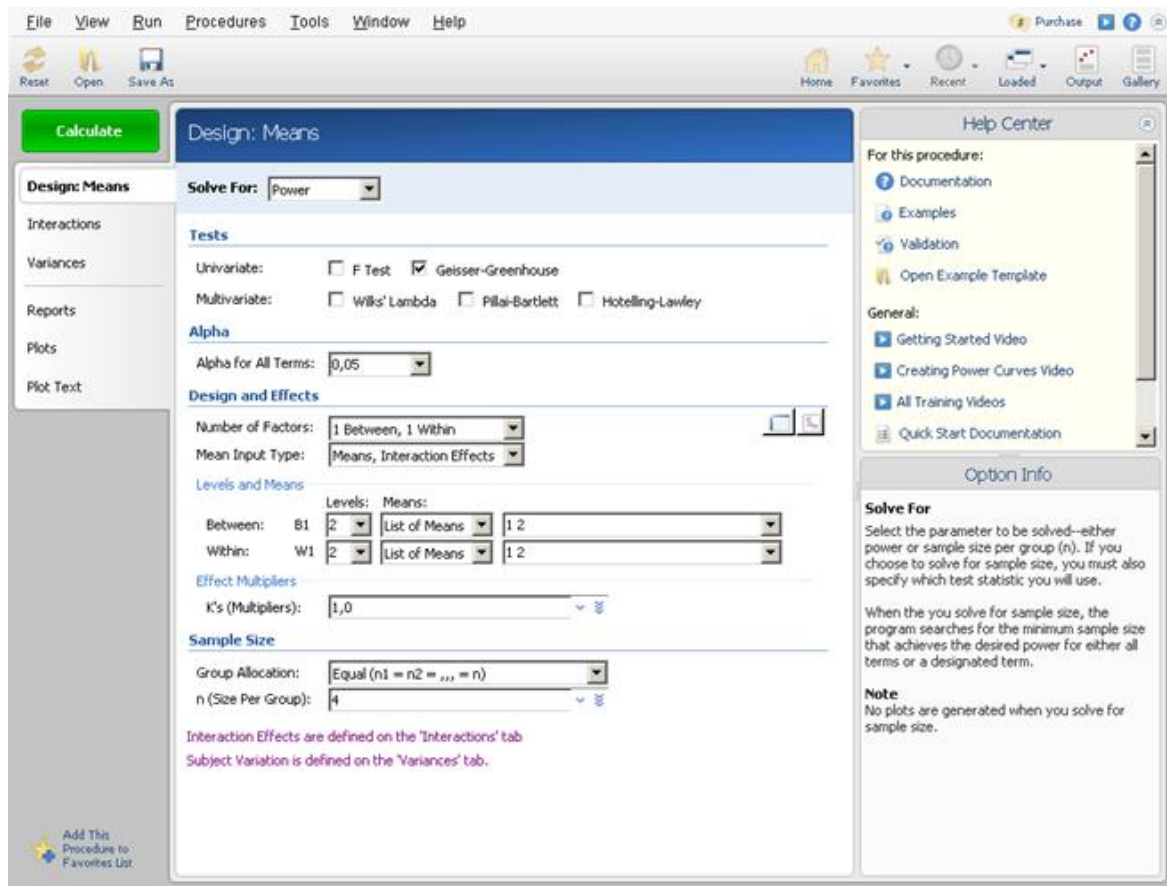 File View Run Procedures Tools Window Help
Purchase
Reset Open Save As
Home Favorites Recent Loaded Output Gallery
Calculate
Design: Means
Interactions
Variances
Reports
Plots
Plot Text
Add This
Procedure to
Favorites List
Design: Means
Solve For: Power
Tests
Univariate: F Test Geisser-Greenhouse
Multivariate: Wilks' Lambda Pillai-Bartlett Hotelling-Lawley
Alpha
Alpha for All Terms: 0,05
Design and Effects
Number of Factors: 1 Between, 1 Within
Mean Input Type: Means, Interaction Effects
Levels and Means
Levels: Means:
Between: B1 2 List of Means 1 2
Within: W1 2 List of Means 1 2
Effect Multipliers
K's (Multipliers): 1,0
Sample Size
Group Allocation: Equal (n1 = n2 = ,,, = n)
n (Size Per Group): 4
Interaction Effects are defined on the 'Interactions' tab
Subject Variation is defined on the 'Variances' tab.
Help Center
For this procedure:
Documentation
Examples
Validation
Open Example Template
General:
Getting Started Video
Creating Power Curves Video
All Training Videos
Quick Start Documentation
Option Info
Solve For
Select the parameter to be solved--either
power or sample size per group (n). If you
choose to solve for sample size, you must also
specify which test statistic you will use.
When the you solve for sample size, the
program searches for the minimum sample size
that achieves the desired power for either all
terms or a designated term.
Note
No plots are generated when you solve for
sample size.